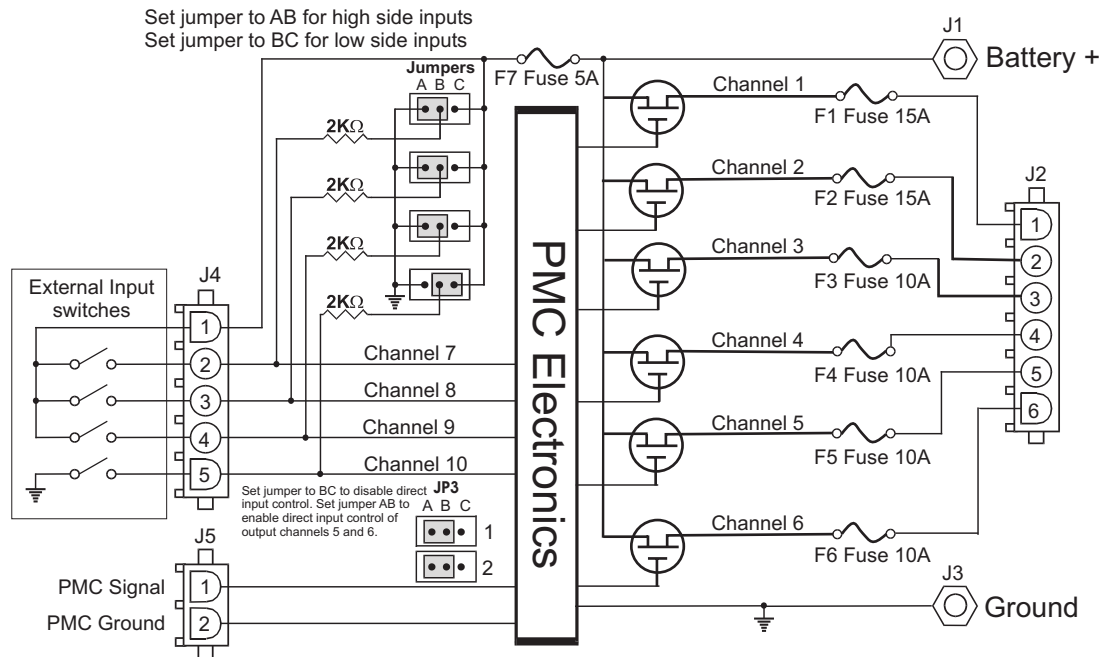 Set jumper to AB for high side inputs
Set jumper to BC for low side inputs
Jumpers
A B C
F7 Fuse 5A
J1
Battery +
2KΩ
2KΩ
2KΩ
2KΩ
External Input
switches
J4
1
2
3
4
5
Channel 7
Channel 8
Channel 9
Channel 10
Set jumper to BC to disable direct
input control. Set jumper AB to
enable direct input control of
output channels 5 and 6.
JP3
A B C
1
2
J5
PMC Signal
1
PMC Ground
2
PMC Electronics
Channel 1
F1 Fuse 15A
Channel 2
F2 Fuse 15A
Channel 3
F3 Fuse 10A
Channel 4
F4 Fuse 10A
Channel 5
F5 Fuse 10A
Channel 6
F6 Fuse 10A
J2
1
2
3
4
5
6
J3
Ground